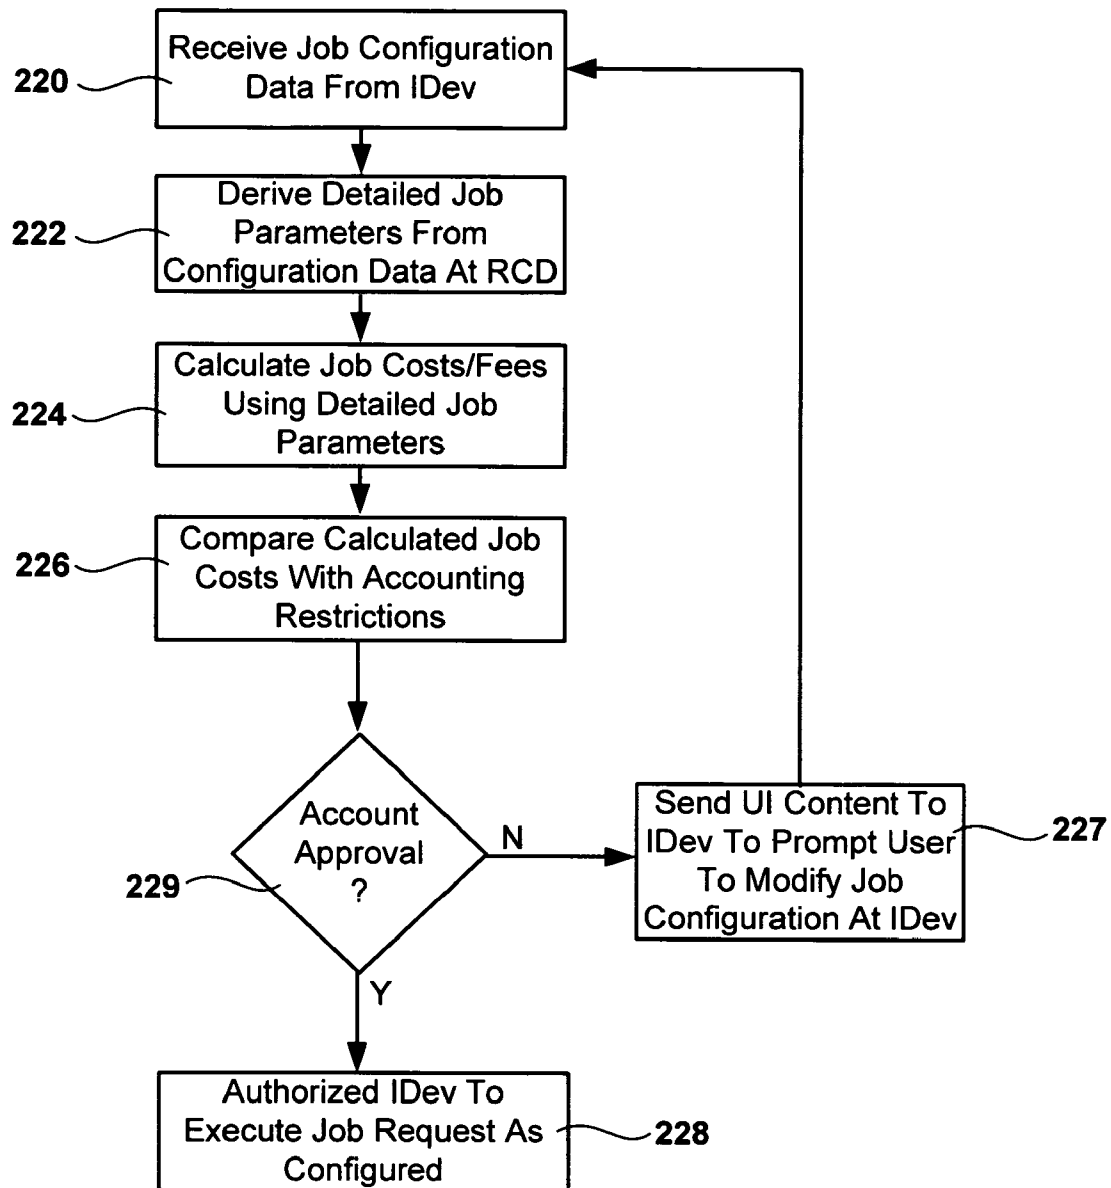 Receive Job Configuration
Data From IDev
220
Derive Detailed Job
Parameters From
Configuration Data At RCD
222
Calculate Job Costs/Fees
Using Detailed Job
Parameters
224
Compare Calculated Job
Costs With Accounting
Restrictions
226
Account
Approval
?
229
N
Send UI Content To
IDev To Prompt User
To Modify Job
Configuration At IDev
227
Y
Authorized IDev To
Execute Job Request As
Configured
228